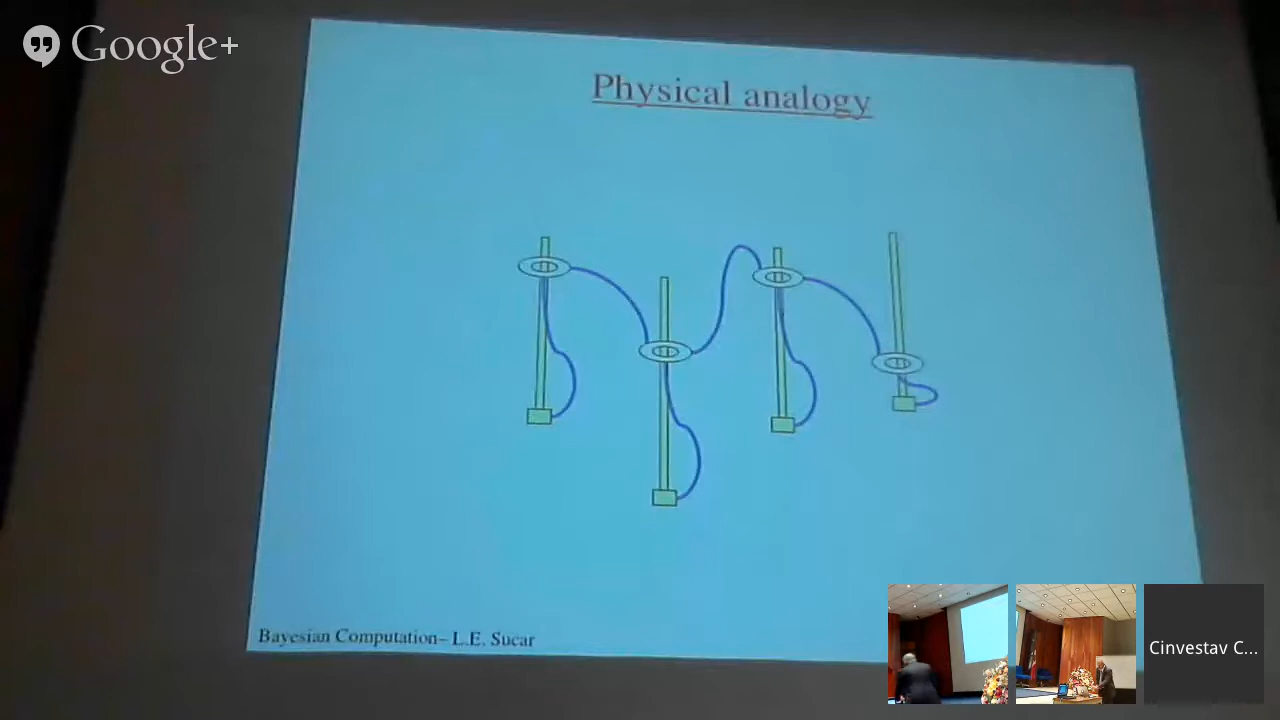 Google+
Physical analogy
Bayesian Computation– L.E. Sucar
Cinvestav C...